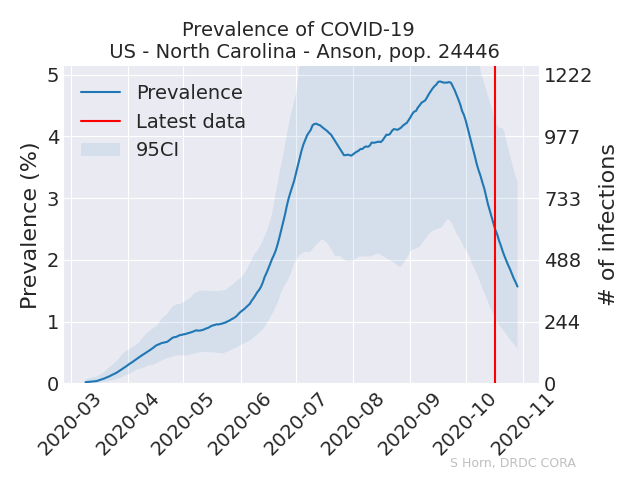 Prevalence of COVID-19
US - North Carolina - Anson, pop. 24446
Prevalence
Latest data
95CI
Prevalence (%)
5
4
3
2
1
0
1222
977
733
488
244
0
# of infections
2020-03
2020-04
2020-05
2020-06
2020-07
2020-08
2020-09
2020-10
2020-11
S Horn, DRDC CORA